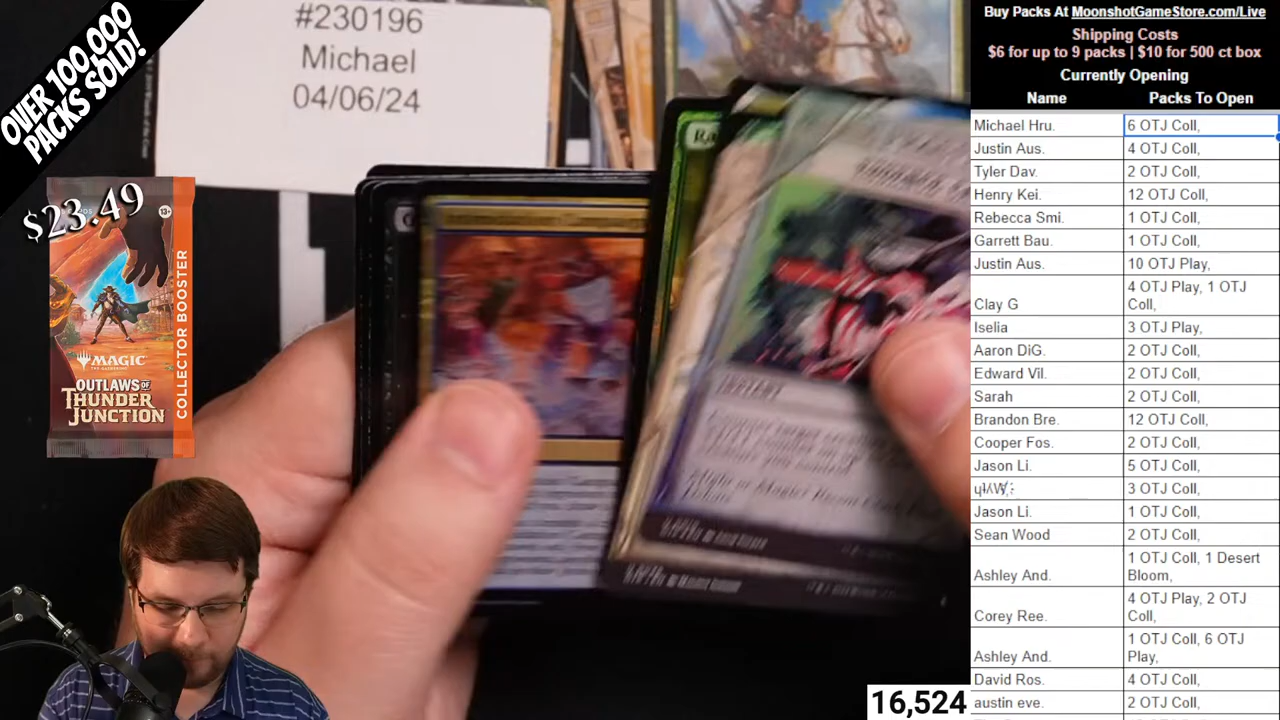 OVER 100,000
PACKS SOLD!
$23.49
13+
MAGIC
THE GATHERING
OUTLAWS OF
THUNDER
JUNCTION
COLLECTOR BOOSTER
#230196
Michael
04/06/24
Ra
INSTANT
Buy Packs At MoonshotGameStore.com/Live
Shipping Costs
$6 for up to 9 packs | $10 for 500 ct box
Currently Opening
Name Packs To Open
Michael Hru. 6 OTJ Coll,
Justin Aus. 4 OTJ Coll,
Tyler Dav. 2 OTJ Coll,
Henry Kei. 12 OTJ Coll,
Rebecca Smi. 1 OTJ Coll,
Garrett Bau. 1 OTJ Coll,
Justin Aus. 10 OTJ Play,
Clay G 4 OTJ Play, 1 OTJ
Coll,
Iselia 3 OTJ Play,
Aaron DiG. 2 OTJ Coll,
Edward Vil. 2 OTJ Coll,
Sarah 2 OTJ Coll,
Brandon Bre. 12 OTJ Coll,
Cooper Fos. 2 OTJ Coll,
Jason Li. 5 OTJ Coll,
3 OTJ Coll,
Jason Li. 1 OTJ Coll,
Sean Wood 2 OTJ Coll,
Ashley And. 1 OTJ Coll, 1 Desert
Bloom,
Corey Ree. 4 OTJ Play, 2 OTJ
Coll,
Ashley And. 1 OTJ Coll, 6 OTJ
Play,
David Ros. 4 OTJ Coll,
austin eve. 2 OTJ Coll,
16,524